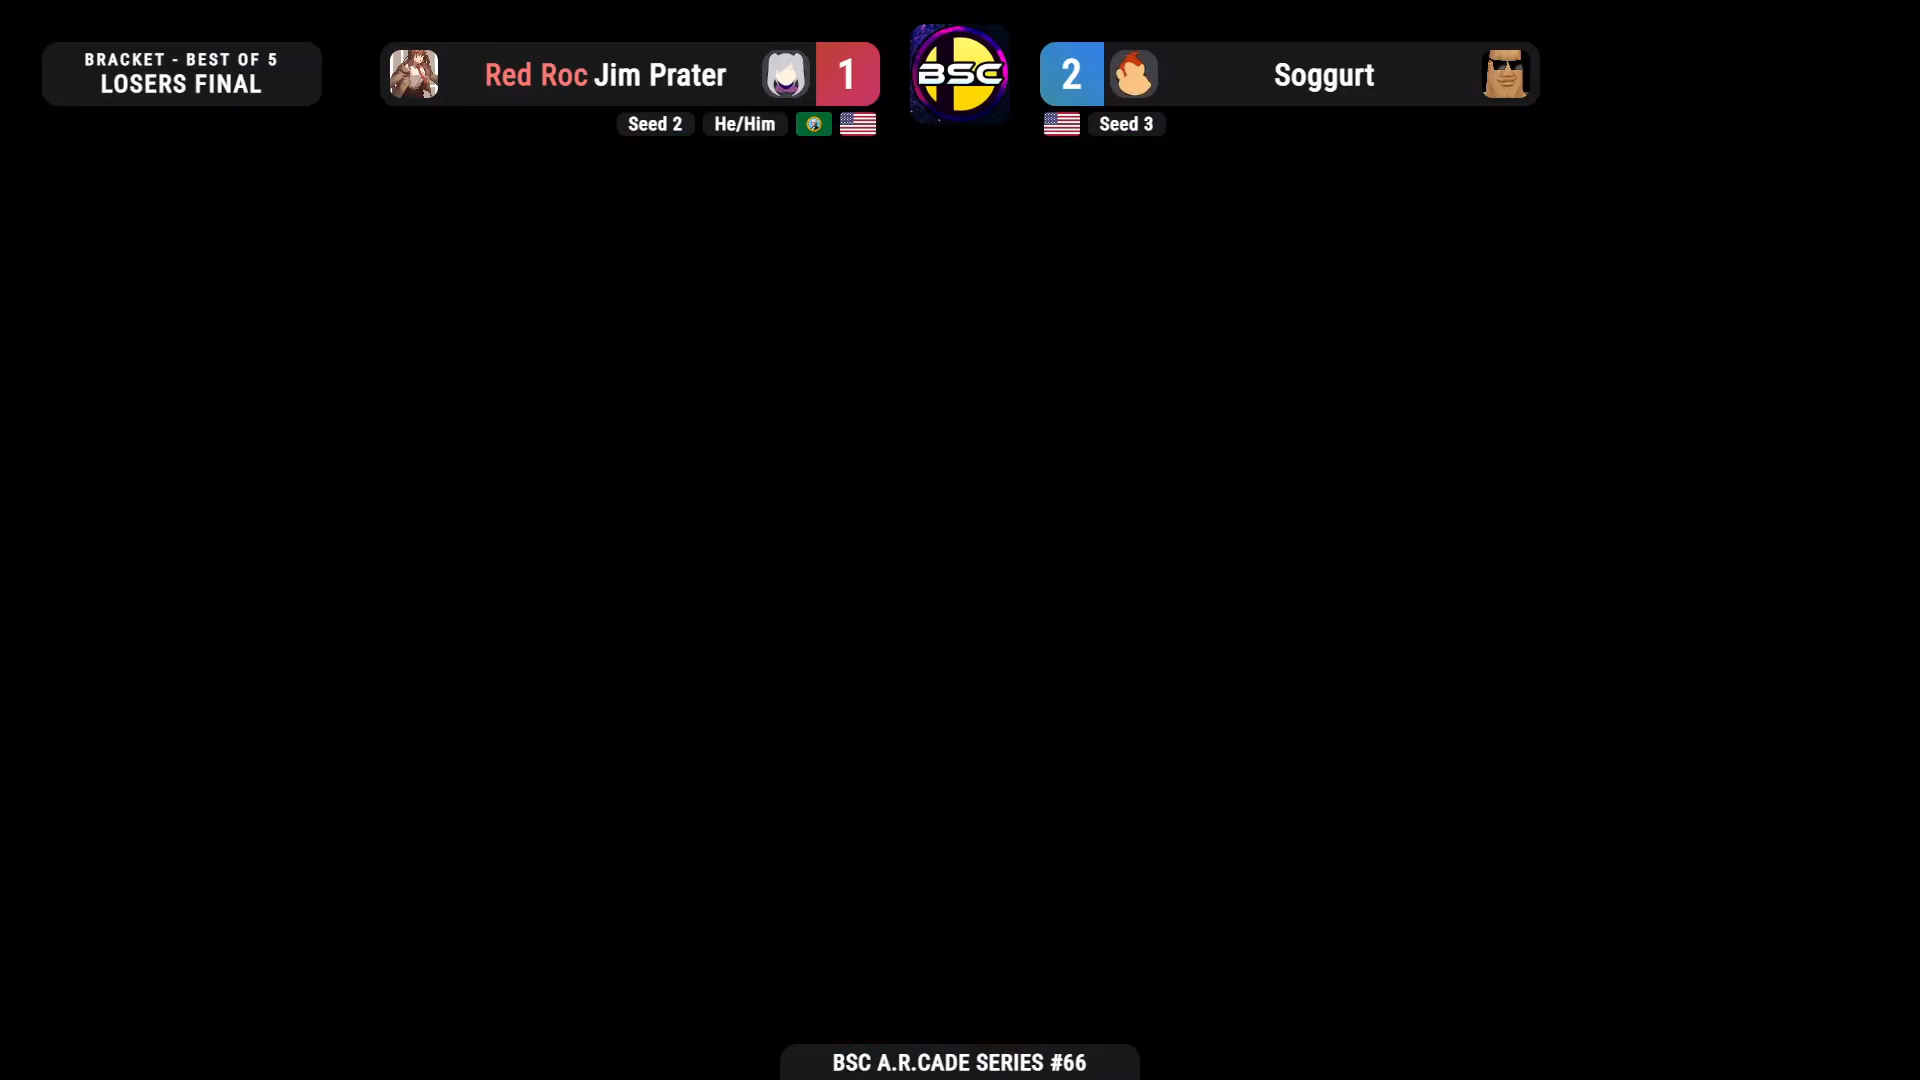 BRACKET - BEST OF 5
LOSERS FINAL
Red Roc Jim Prater
1
BSC
2
Soggurt
Seed 2
He/Him
Seed 3
BSC A.R.CADE SERIES #66